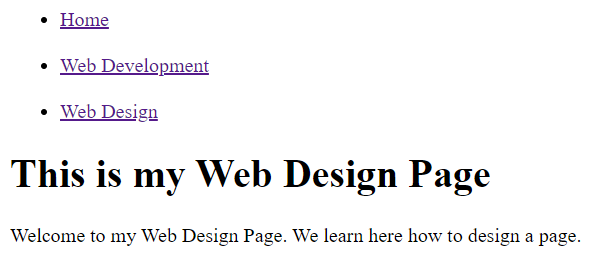 Home
Web Development
Web Design
This is my Web Design Page
Welcome to my Web Design Page. We learn here how to design a page.